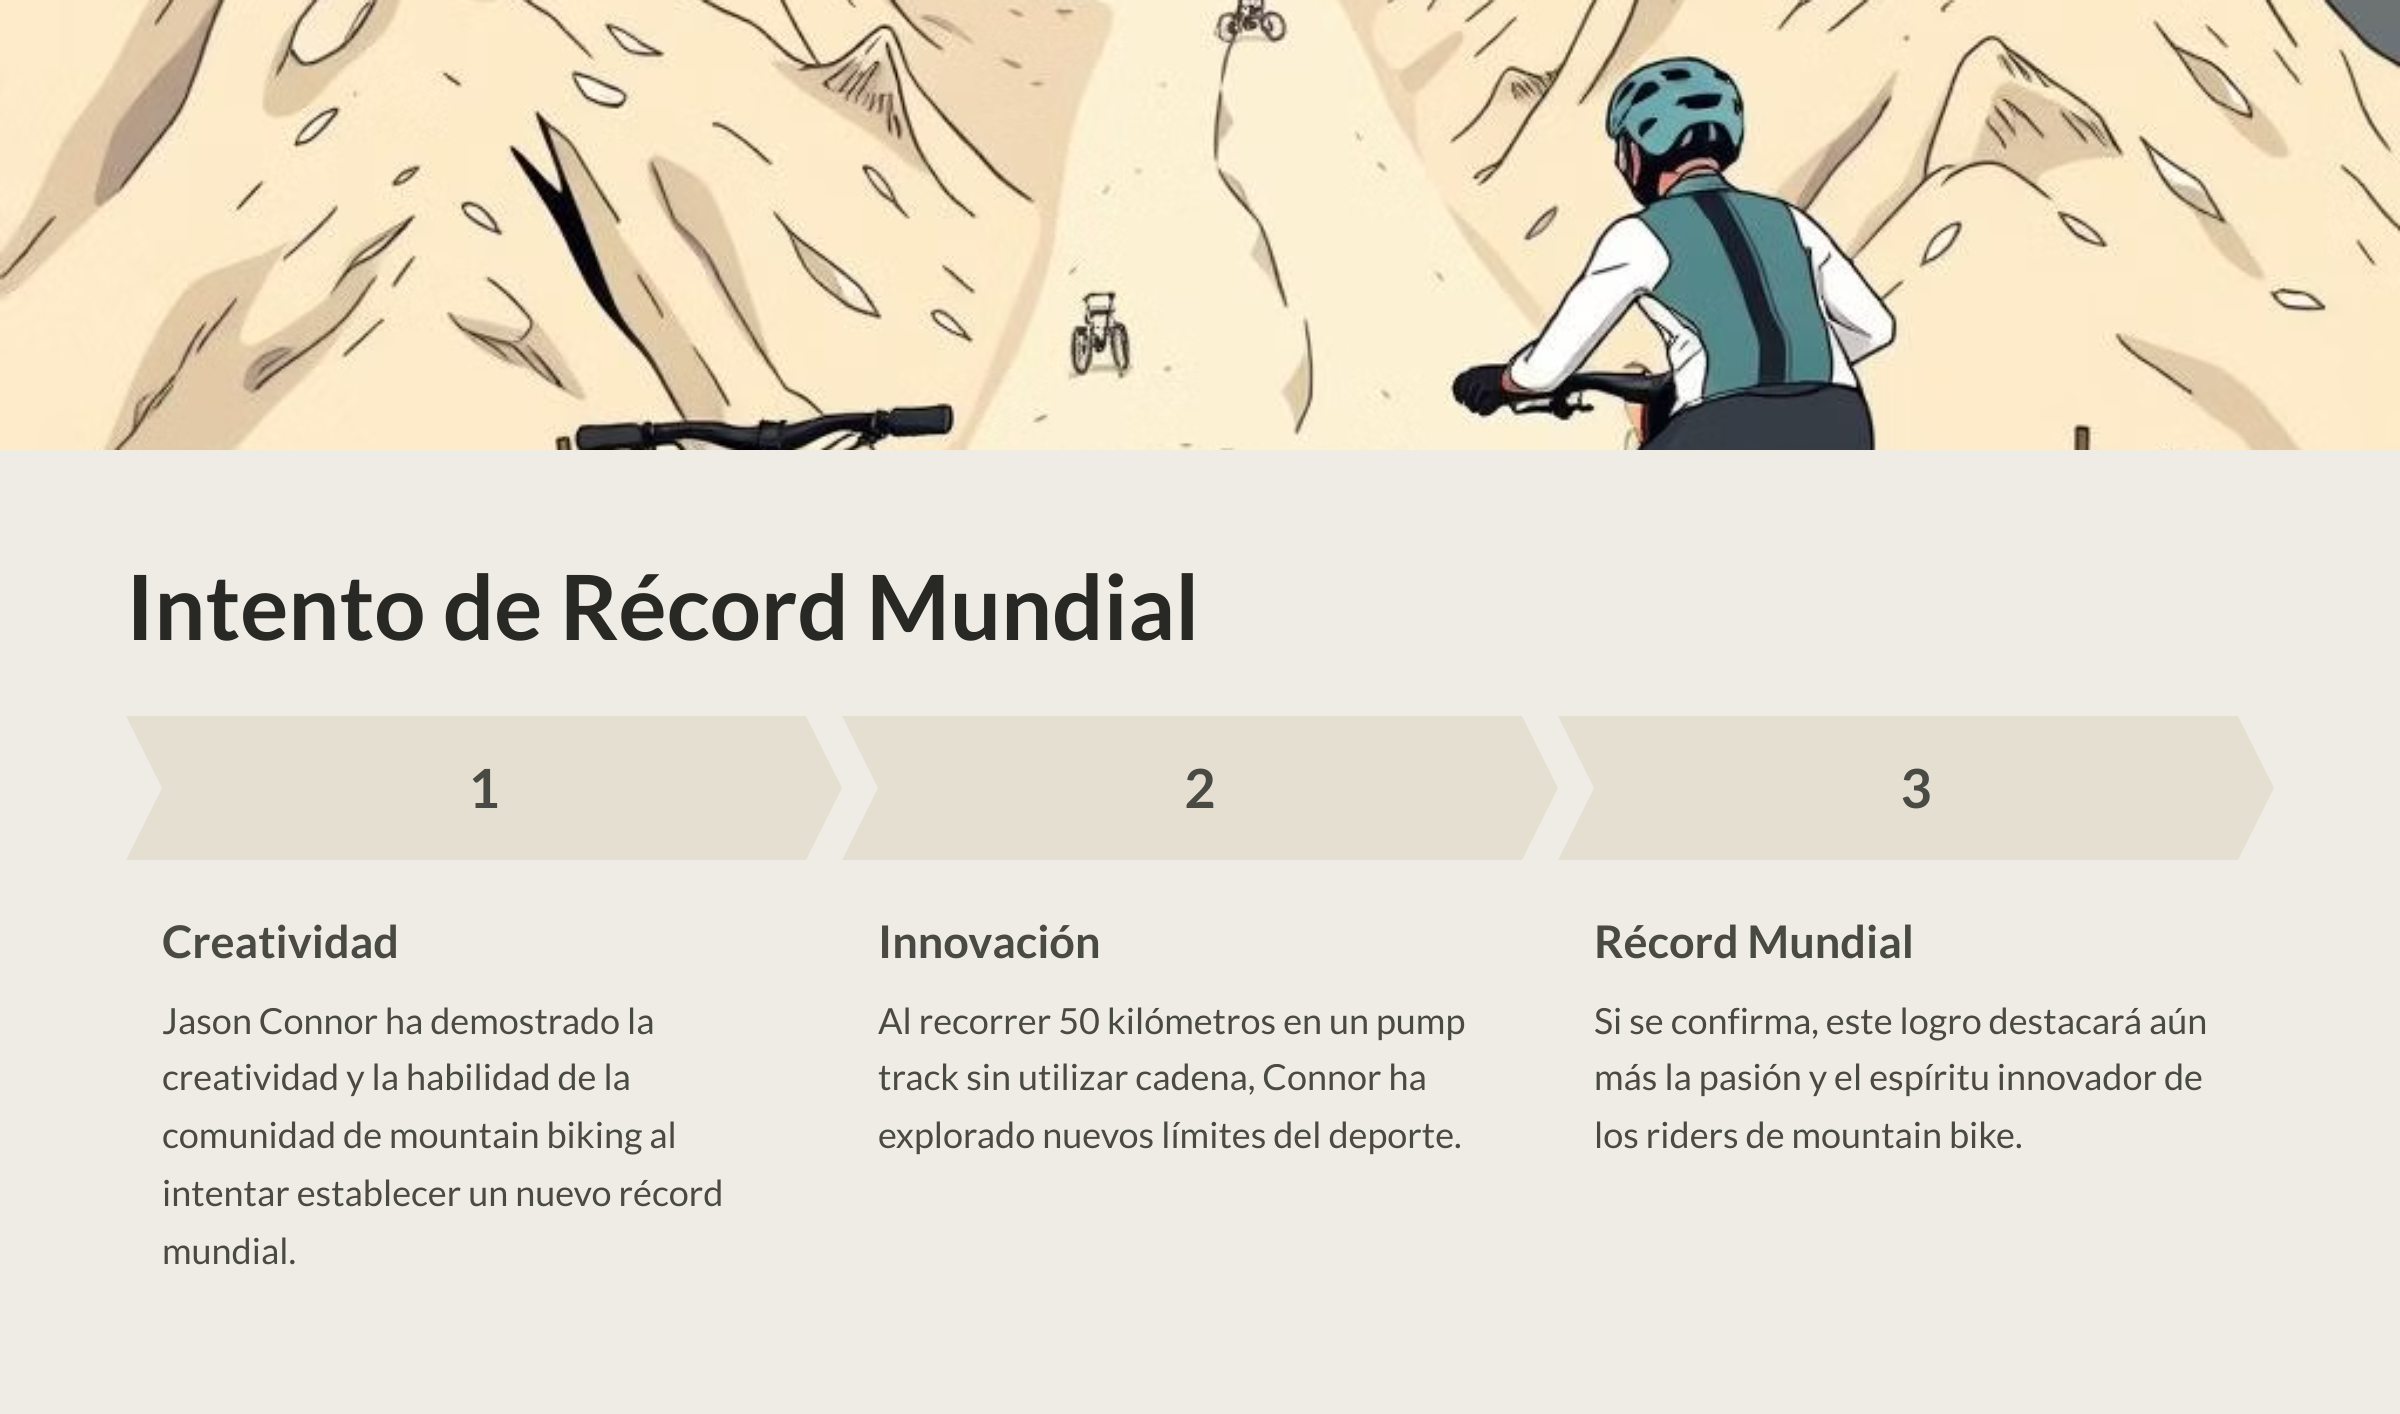 Intento de Récord Mundial
1
2
3
Creatividad
Jason Connor ha demostrado la
creatividad y la habilidad de la
comunidad de mountain biking al
intentar establecer un nuevo récord
mundial.
Innovación
Al recorrer 50 kilómetros en un pump
track sin utilizar cadena, Connor ha
explorado nuevos límites del deporte.
Récord Mundial
Si se confirma, este logro destacará aún
más la pasión y el espíritu innovador de
los riders de mountain bike.